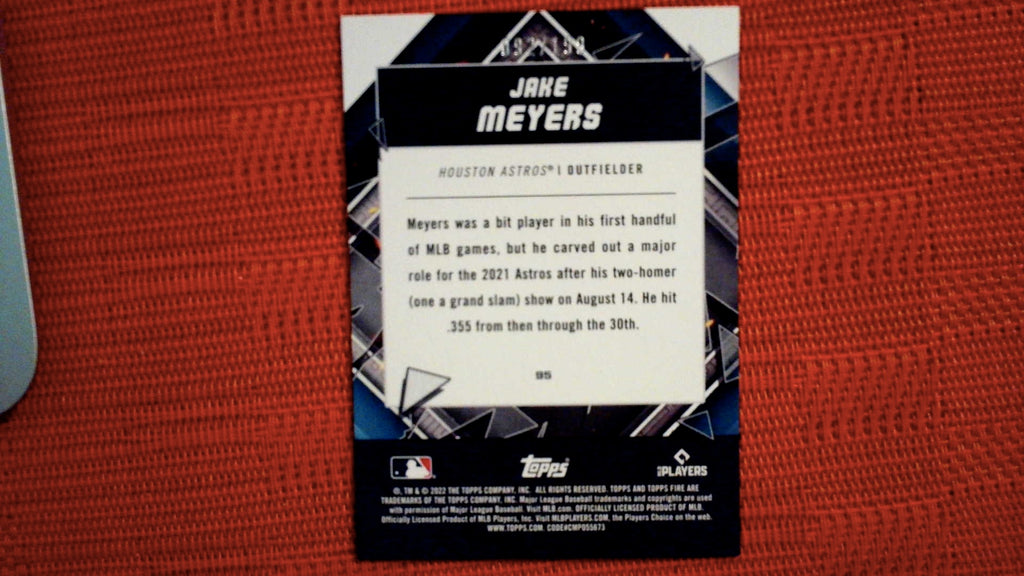 092/199
JAKE
MEYERS
HOUSTON ASTROS® | OUTFIELDER
Meyers was a bit player in his first handful
of MLB games, but he carved out a major
role for the 2021 Astros after his two-homer
(one a grand slam) show on August 14. He hit
.355 from then through the 30th.
95
Topps®
MLB PLAYERS
®, TM & © 2022 THE TOPPS COMPANY, INC. ALL RIGHTS RESERVED. TOPPS AND TOPPS FIRE ARE
TRADEMARKS OF THE TOPPS COMPANY, INC. Major League Baseball trademarks and copyrights are used
with permission of Major League Baseball. Visit MLB.com. OFFICIALLY LICENSED PRODUCT OF MLB.
Officially Licensed Product of MLB Players, Inc. Visit MLBPLAYERS.COM, the Players Choice on the web.
WWW.TOPPS.COM CODE#CMP055673